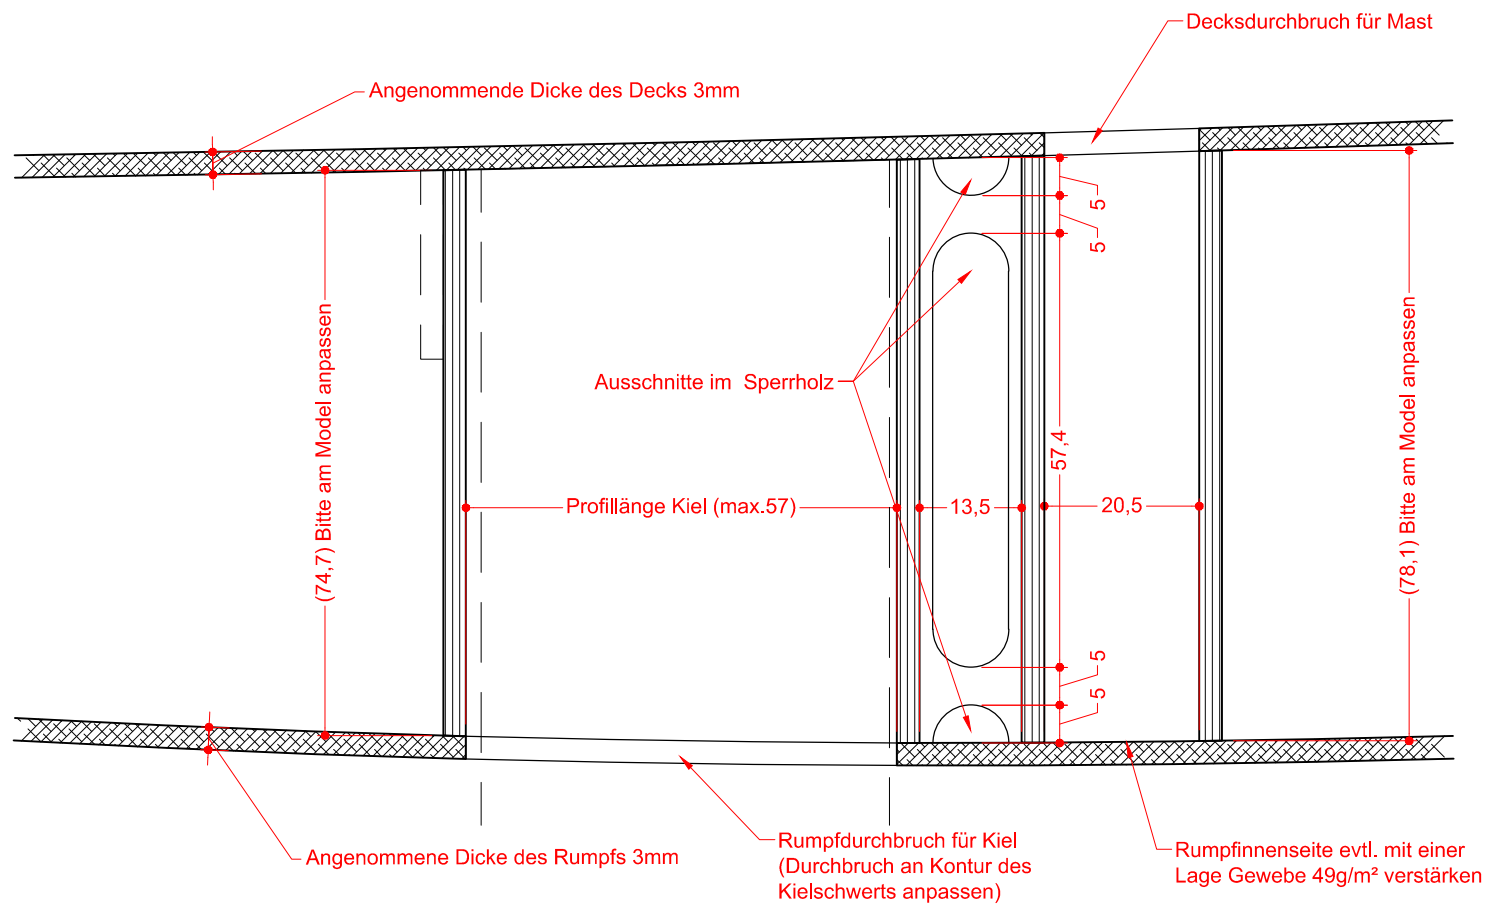 Decksdurchbruch für Mast
Angenommende Dicke des Decks 3mm
5
5
(74,7) Bitte am Model anpassen
Ausschnitte im Sperrholz
57,4
(78,1) Bitte am Model anpassen
Profillänge Kiel (max.57)
13,5
20,5
5
5
Angenommene Dicke des Rumpfs 3mm
Rumpfdurchbruch für Kiel
(Durchbruch an Kontur des
Kielschwerts anpassen)
Rumpfinnenseite evtl. mit einer
Lage Gewebe 49g/m² verstärken